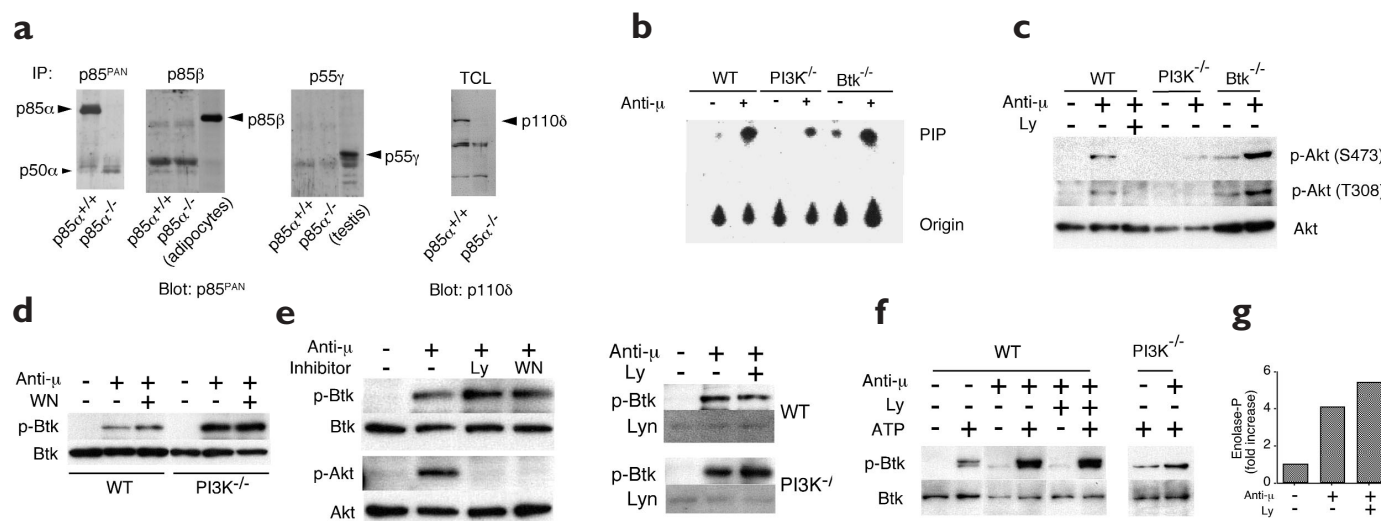 a
IP: p85PAN p85β p55γ TCL
p85α
p50α
p85β
p55γ
p110δ
p85α+/+
p85α-/-
p85α+/+
p85α-/-
(adipocytes)
p85α+/+
p85α-/-
(testis)
p85α+/+
p85α-/-
Blot: p85PAN
Blot: p110δ
b
WT PI3K-/- Btk-/-
Anti-μ - + - + - +
PIP
Origin
c
WT PI3K-/- Btk-/-
Anti-μ - + + - + - +
Ly - - + - - - -
p-Akt (S473)
p-Akt (T308)
Akt
d
Anti-μ - + + - + +
WN - - + - - +
p-Btk
Btk
WT PI3K-/-
e
Anti-μ - + + +
Inhibitor - - Ly WN
p-Btk
Btk
p-Akt
Akt
Anti-μ - + +
Ly - - +
p-Btk
Lyn
WT
p-Btk
Lyn
PI3K-/
f
WT PI3K-/-
Anti-μ - - + + + + - +
Ly - - - - + + - -
ATP - + - + - + + +
p-Btk
Btk
g
Enolase-P
(fold increase)
6
4
2
0
Anti-μ - + +
Ly - - +